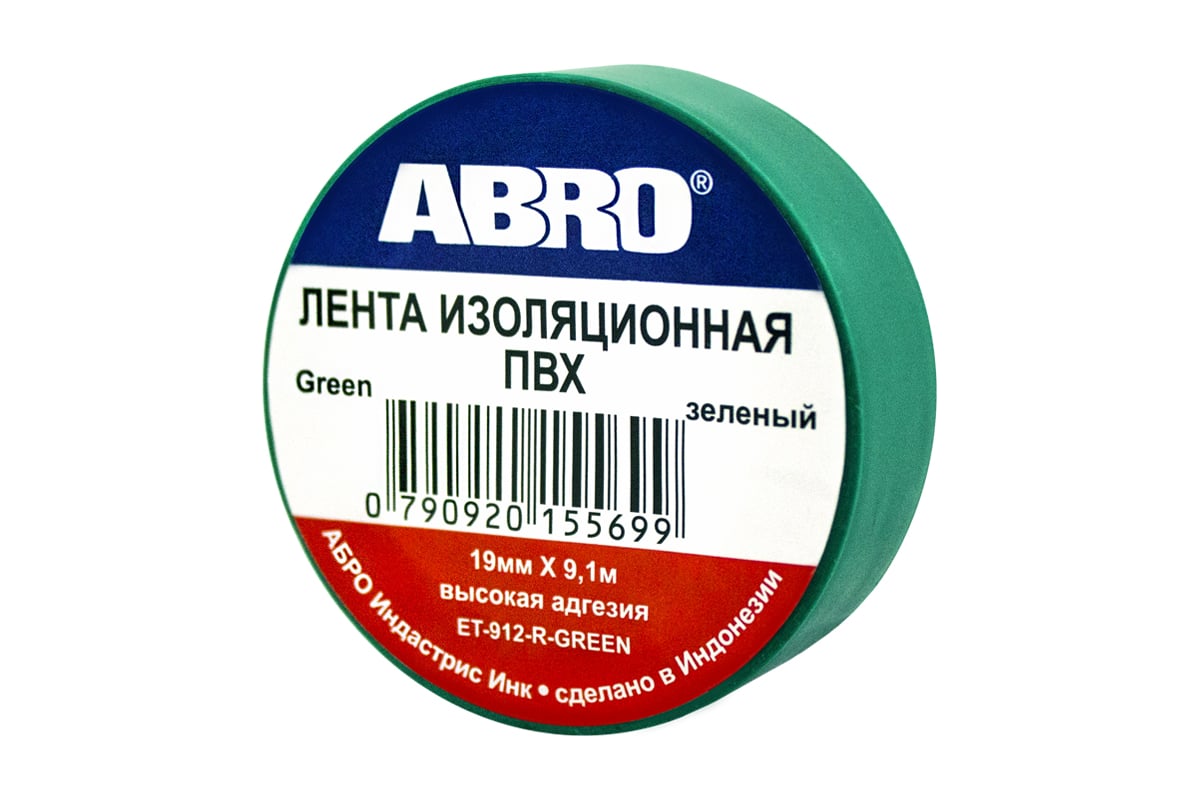 ABRO®
ЛЕНТА ИЗОЛЯЦИОННАЯ
ПВХ
Green
зеленый
0 790920 155699
19мм X 9,1м
высокая адгезия
ET-912-R-GREEN
АБРО Индастрис Инк • сделано в Индонезии